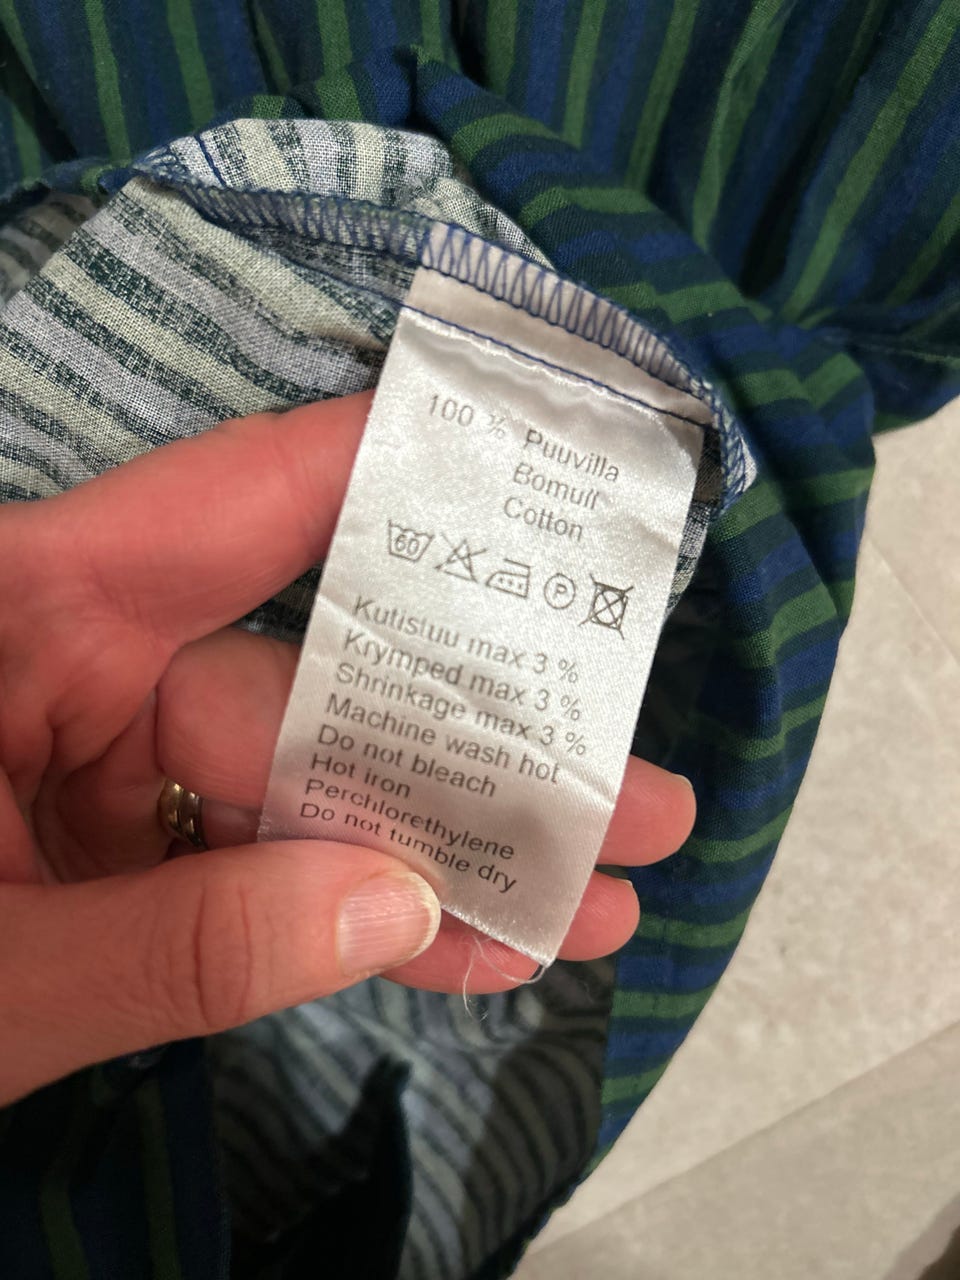 100 % Puuvilla
Bomull
Cotton
60 P
Kutistuu max 3 %
Krymped max 3 %
Shrinkage max 3 %
Machine wash hot
Do not bleach
Hot iron
Perchlorethylene
Do not tumble dry